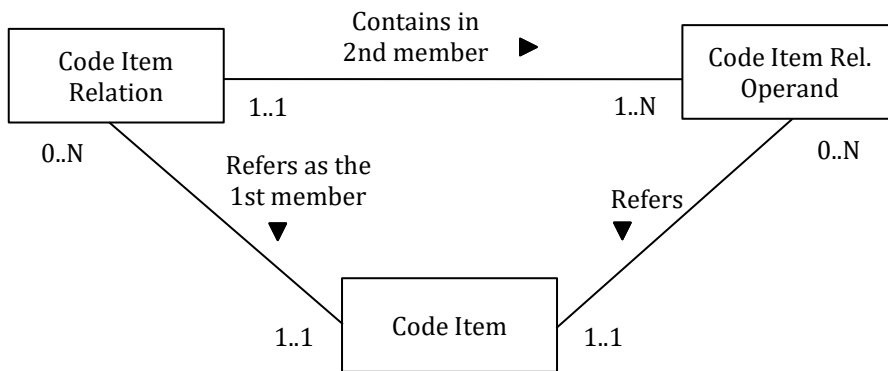 Contains in
2nd member
Code Item
Relation
Code Item Rel.
Operand
1..1
1..N
0..N
0..N
Refers as the
1st member
Refers
1..1
Code Item
1..1